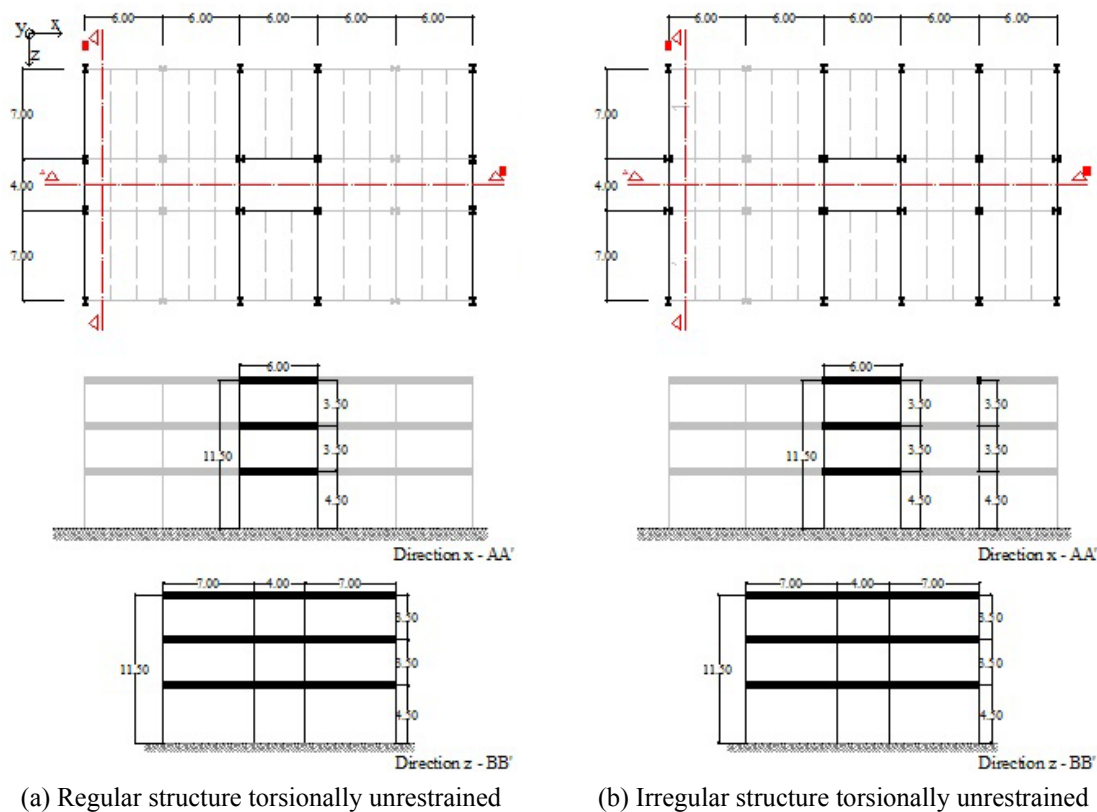 6.00 6.00 6.00 6.00 6.00
y x
z
7.00
4.00
7.00
6.00
3.50
3.50
11.50
4.50
Direction x - AA'
7.00 4.00 7.00
3.50
3.50
11.50
4.50
Direction z - BB'
(a) Regular structure torsionally unrestrained
6.00 6.00 6.00 6.00 6.00
7.00
4.00
7.00
6.00
3.50 3.50
3.50 3.50
11.50
4.50 4.50
Direction x - AA'
7.00 4.00 7.00
3.50
3.50
11.50
4.50
Direction z - BB'
(b) Irregular structure torsionally unrestrained